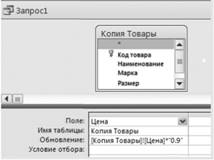 Запрос1
Копия Товары
*
Код товара
Наименование
Марка
Размер
Поле: Цена
Имя таблицы: Копия Товары
Обновление: [Копия Товары]![Цена]*"0.9"
Условие отбора: